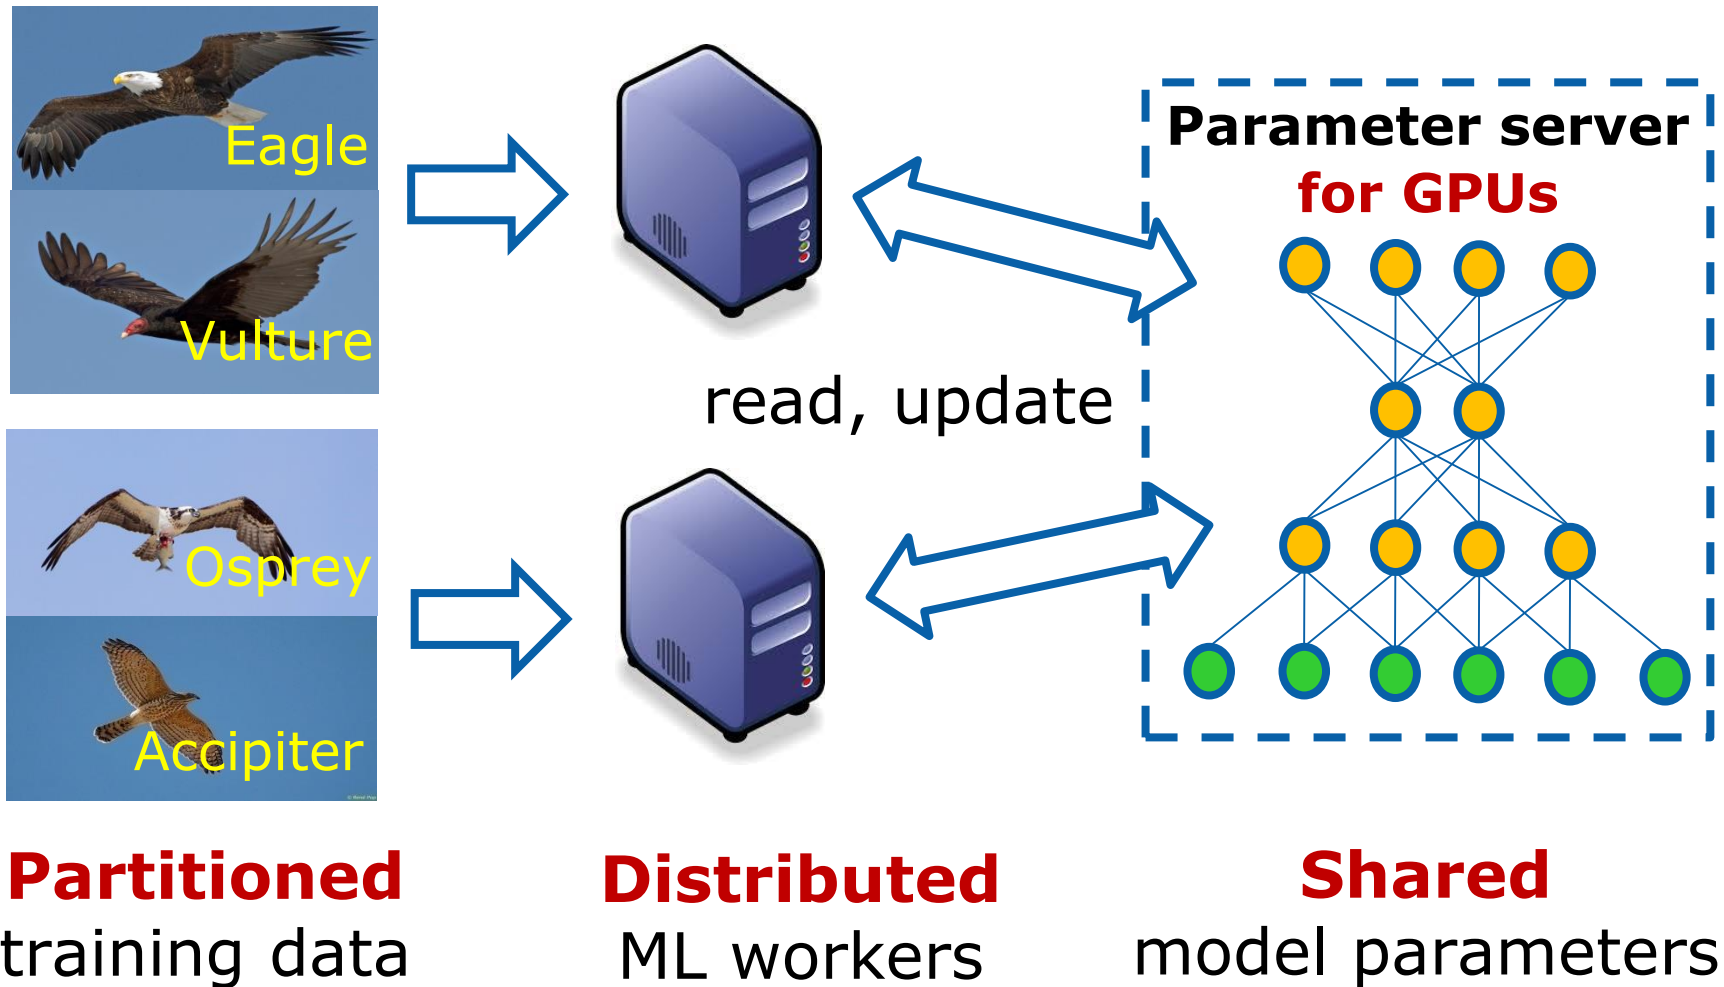 Eagle
Vulture
Osprey
Accipiter
read, update
Parameter server
for GPUs
Partitioned
training data
Distributed
ML workers
Shared
model parameters